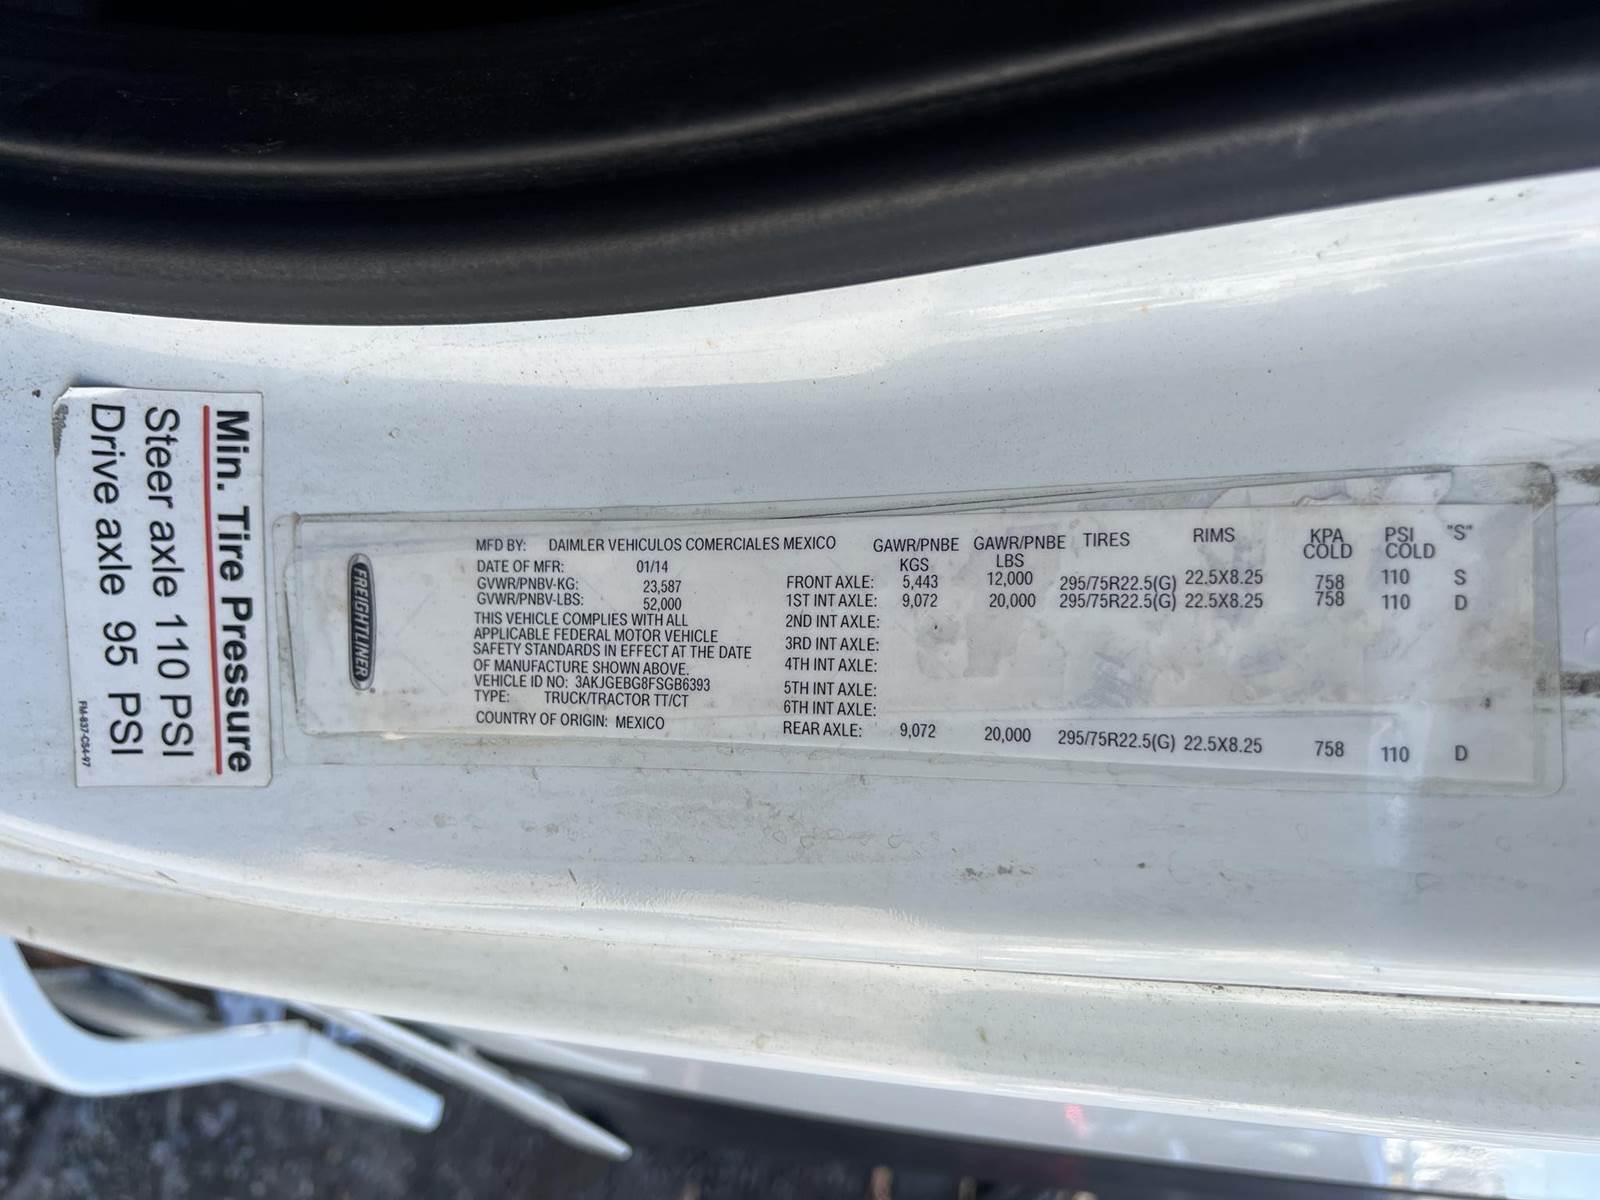 Min. Tire Pressure
Steer axle 110 PSI
Drive axle 95 PSI
FM-837-CS4-97
FREIGHTLINER
MFD BY: DAIMLER VEHICULOS COMERCIALES MEXICO
DATE OF MFR: 01/14
GVWR/PNBV-KG: 23,587
GVWR/PNBV-LBS: 52,000
THIS VEHICLE COMPLIES WITH ALL
APPLICABLE FEDERAL MOTOR VEHICLE
SAFETY STANDARDS IN EFFECT AT THE DATE
OF MANUFACTURE SHOWN ABOVE.
VEHICLE ID NO: 3AKJGEBG8FSGB6393
TYPE: TRUCK/TRACTOR TT/CT
COUNTRY OF ORIGIN: MEXICO
GAWR/PNBE KGS GAWR/PNBE LBS TIRES RIMS KPA COLD PSI COLD "S"
FRONT AXLE: 5,443 12,000 295/75R22.5(G) 22.5X8.25 758 110 S
1ST INT AXLE: 9,072 20,000 295/75R22.5(G) 22.5X8.25 758 110 D
2ND INT AXLE:
3RD INT AXLE:
4TH INT AXLE:
5TH INT AXLE:
6TH INT AXLE:
REAR AXLE: 9,072 20,000 295/75R22.5(G) 22.5X8.25 758 110 D